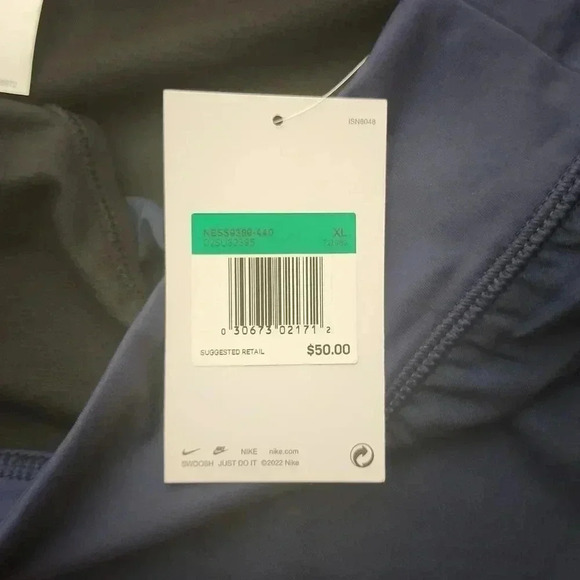 ISN9048
NESS9398-440
XL
0 30673 02171 2
SUGGESTED RETAIL $50.00
NIKE nike.com
SWOOSH JUST DO IT ©2022 Nike